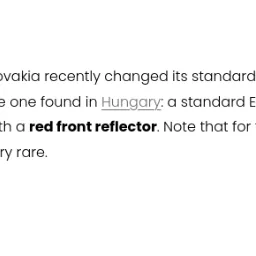 ovakia recently changed its standard
e one found in Hungary: a standard E
th a red front reflector. Note that for
ry rare.